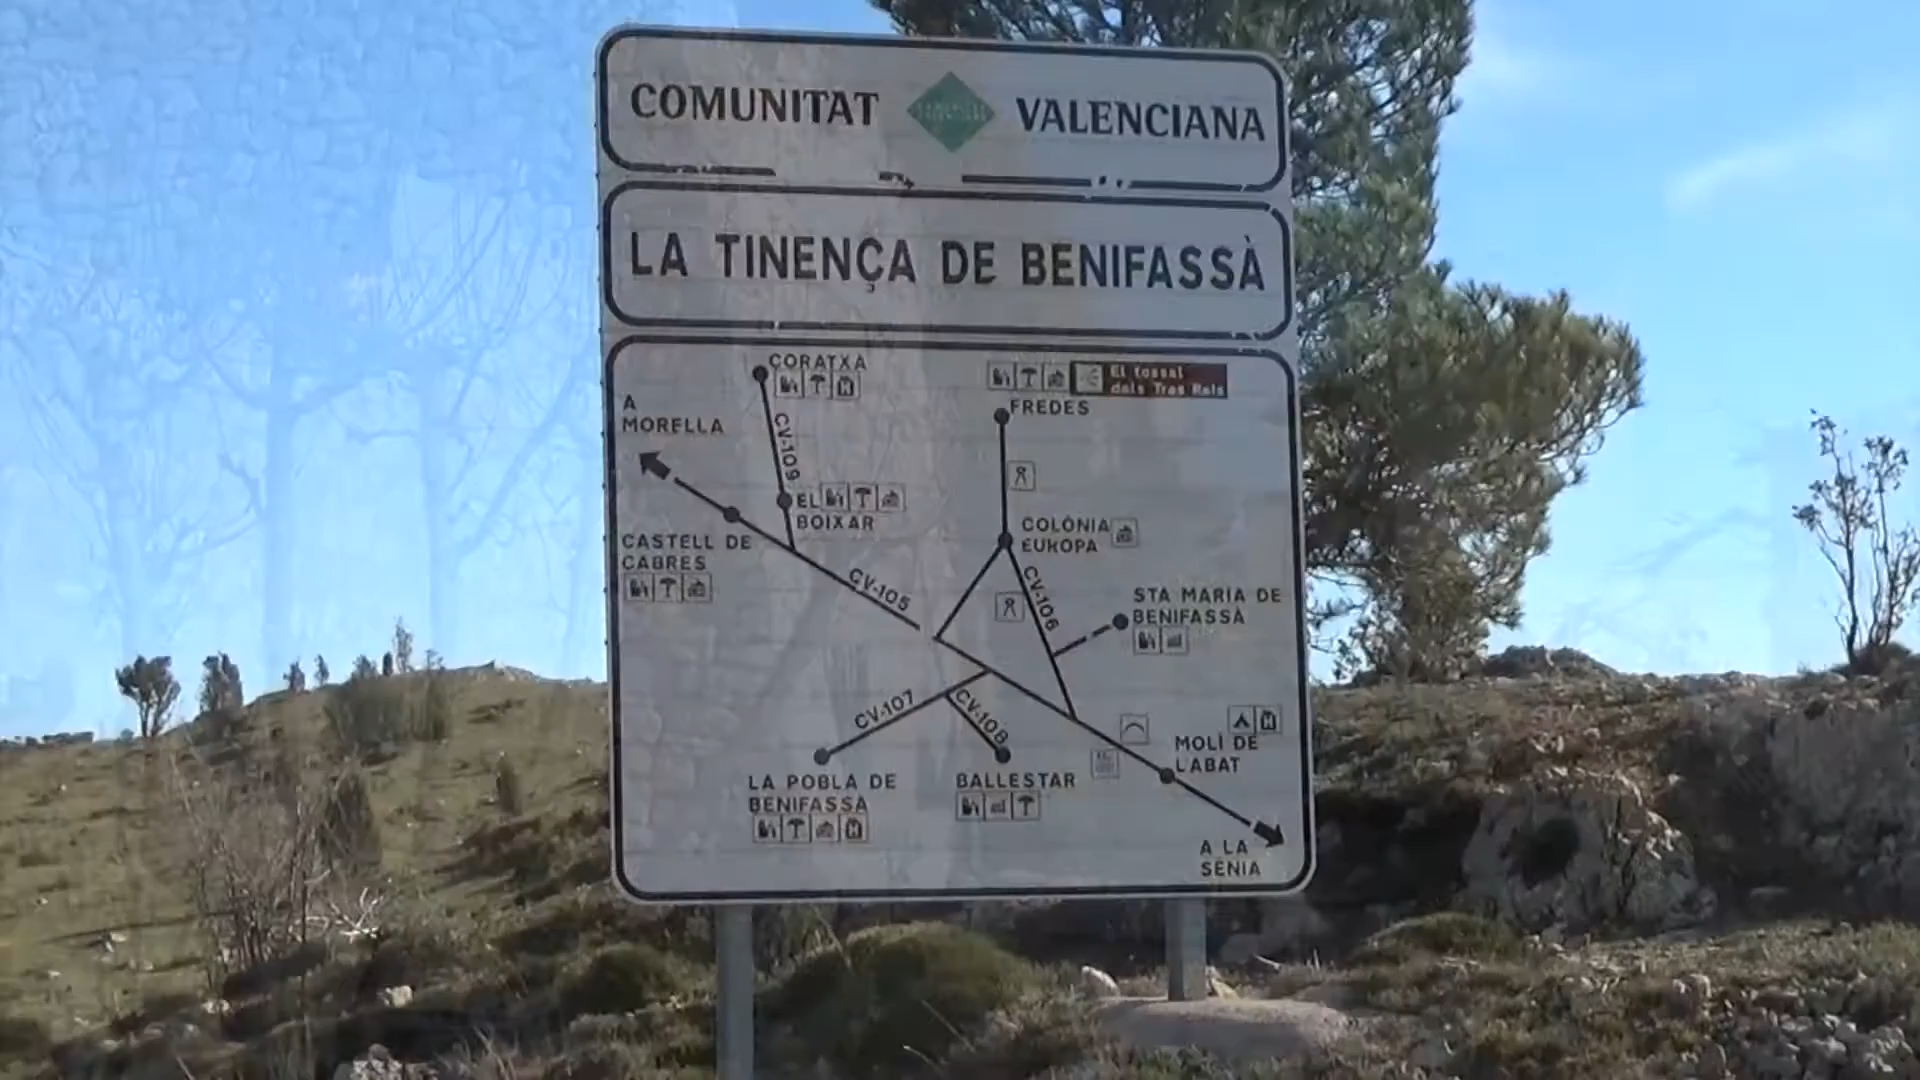 COMUNITAT VALENCIANA
LA TINENÇA DE BENIFASSÀ
CORATXA
El tossal
dels Tres Reis
FREDES
A
MORELLA
CV-109
EL
BOIXAR
COLÒNIA
EUROPA
CASTELL DE
CABRES
CV-105
CV-106
STA MARIA DE
BENIFASSÀ
CV-107
CV-108
MOLÍ DE
L'ABAT
LA POBLA DE
BENIFASSÀ
BALLESTAR
A LA
SÉNIA